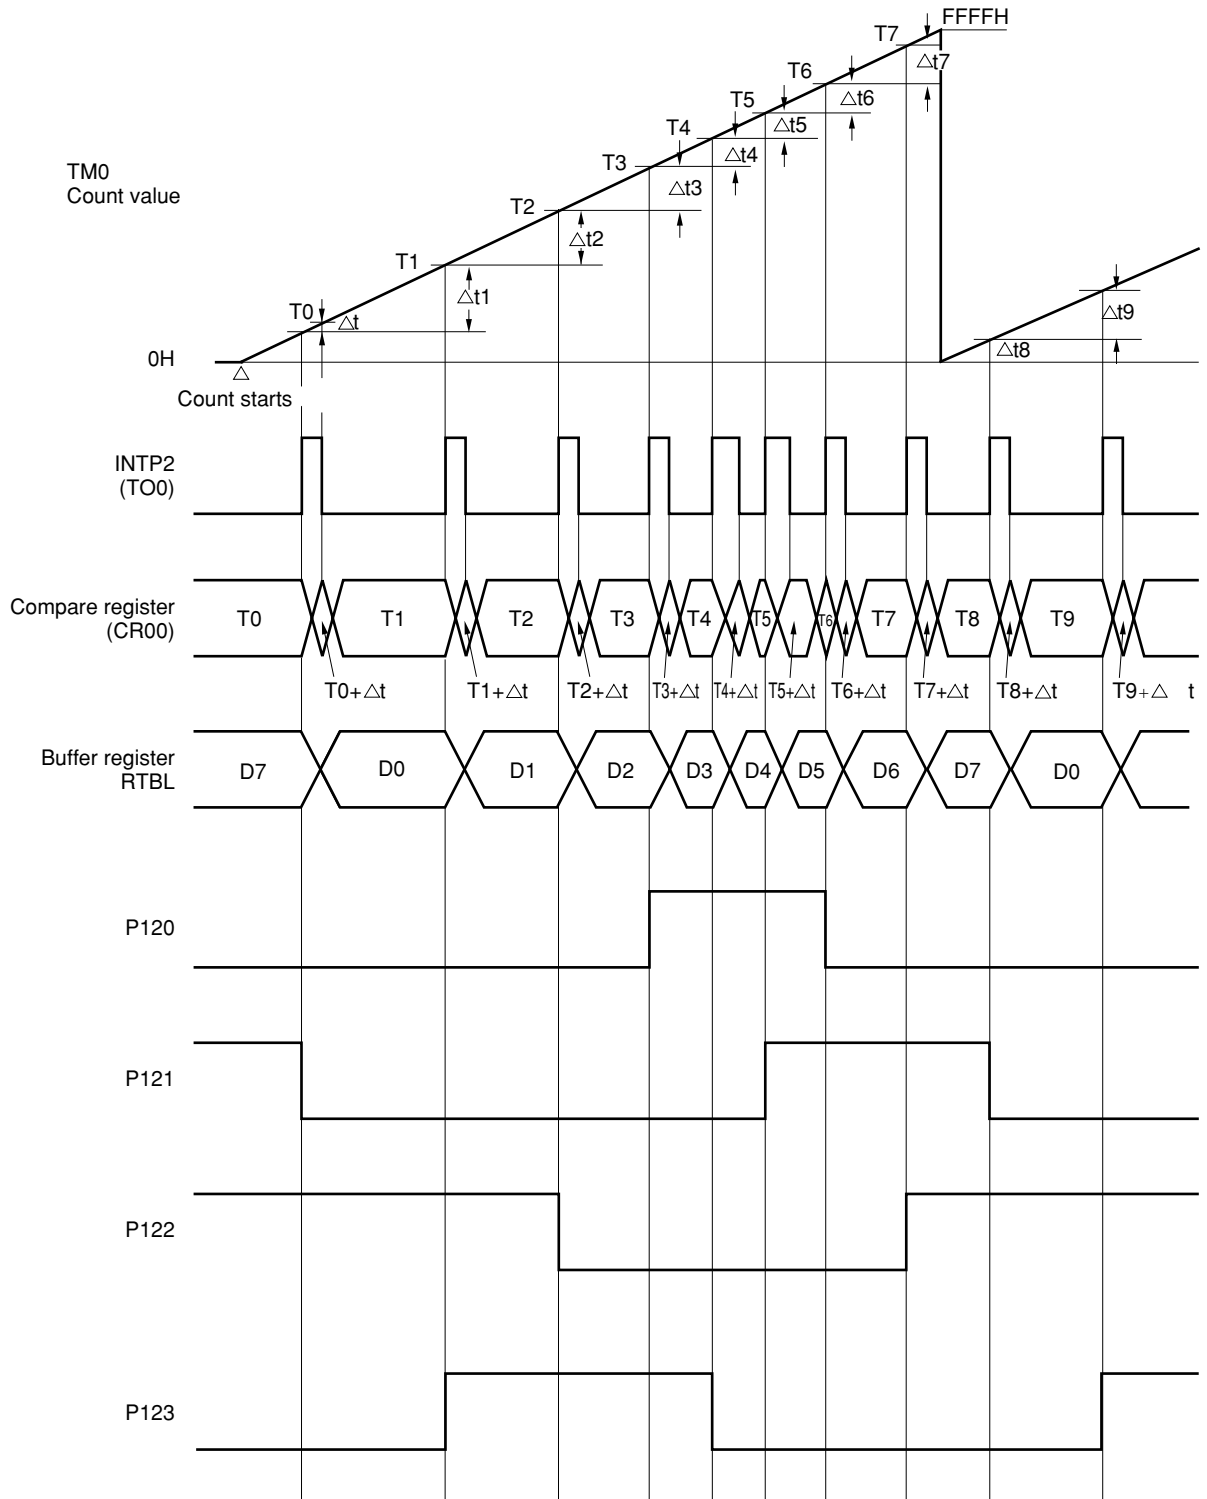 FFFFH
T7
△t7
T6
△t6
T5
△t5
T4
△t4
T3
△t3
TM0
Count value
T2
△t2
T1
△t1
T0
△t
△t9
△t8
0H
△
Count starts
INTP2
(TO0)
Compare register
(CR00)
T0 T1 T2 T3 T4 T5 T6 T7 T8 T9
T0+△t T1+△t T2+△t T3+△t T4+△t T5+△t T6+△t T7+△t T8+△t T9+△ t
Buffer register
RTBL
D7 D0 D1 D2 D3 D4 D5 D6 D7 D0
P120
P121
P122
P123